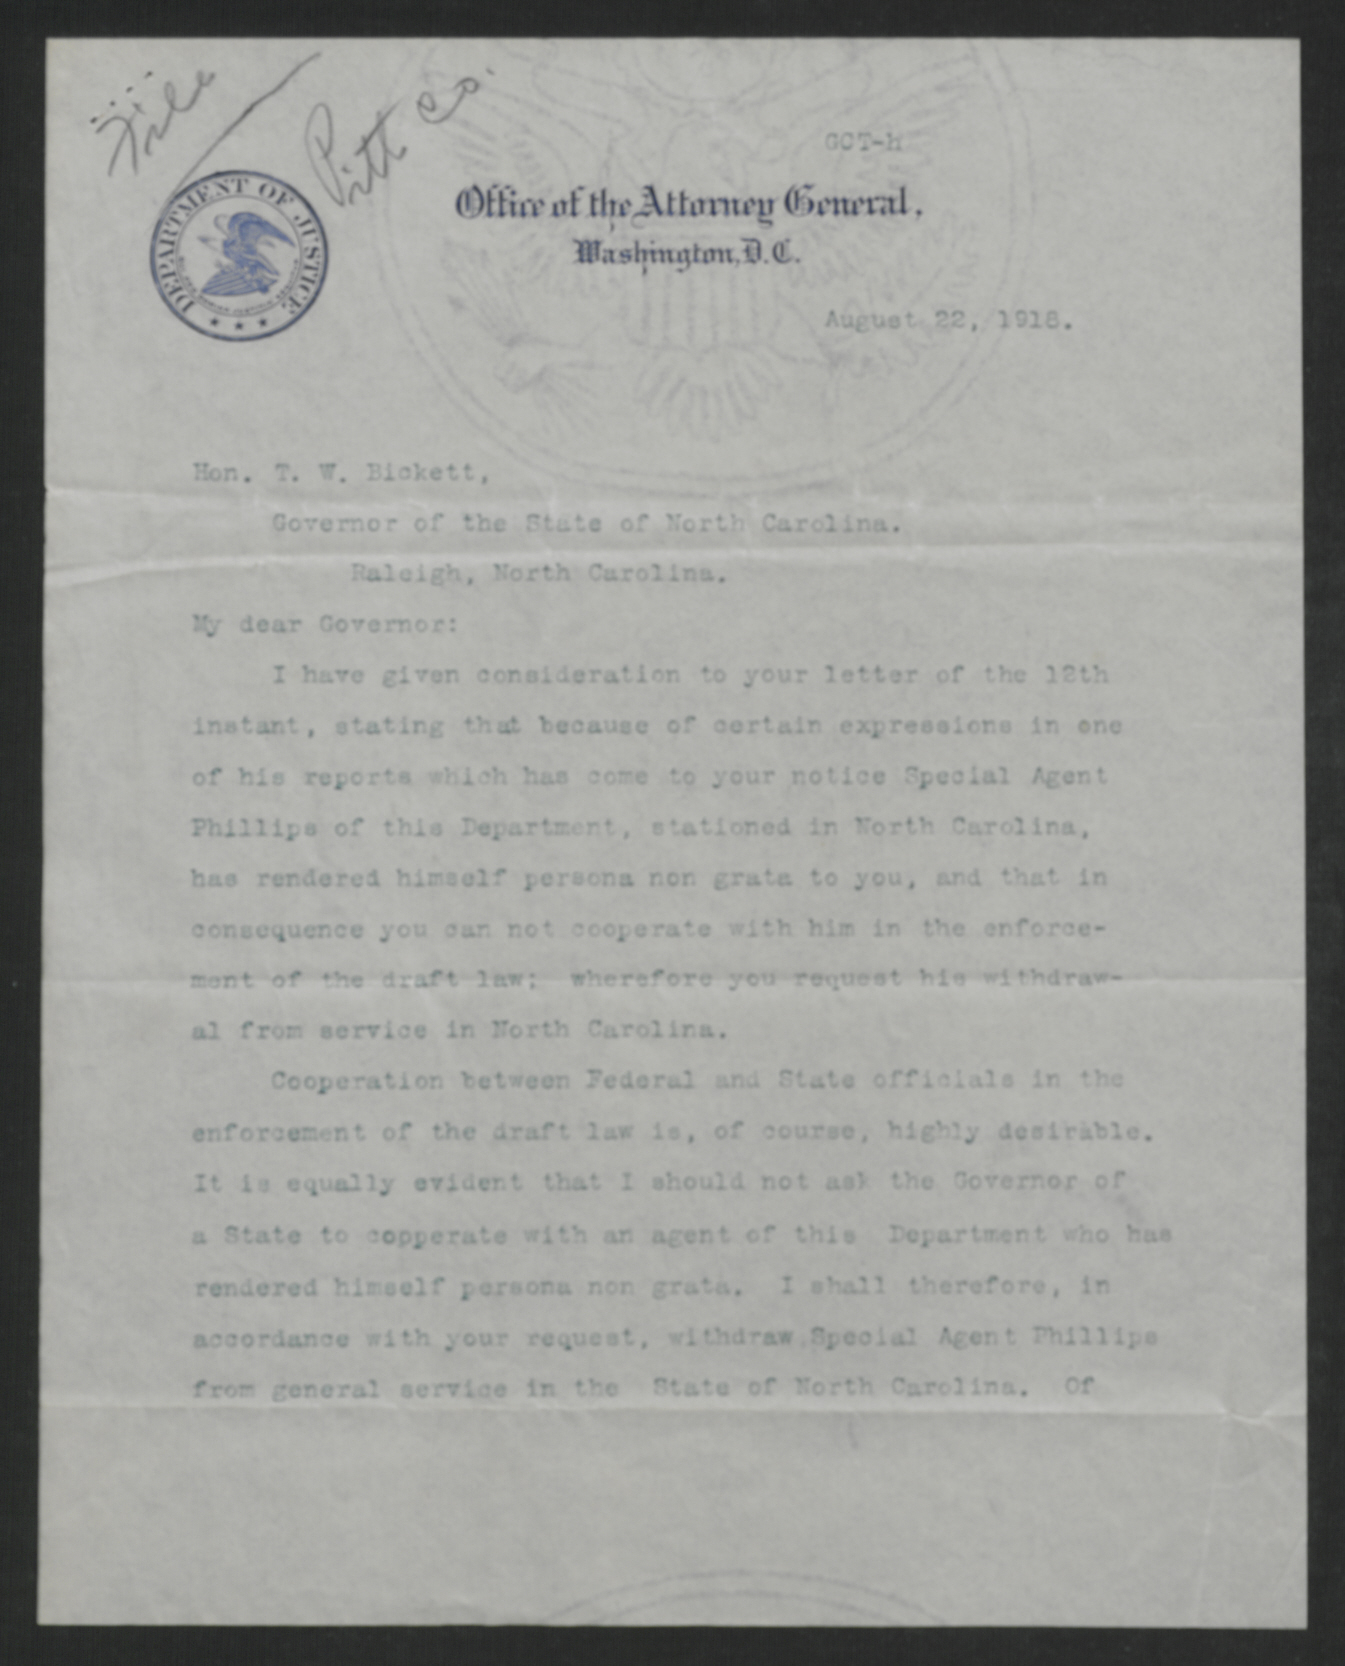 File
Pitt Co.
GCT-h
DEPARTMENT OF JUSTICE
Office of the Attorney General,
Washington, D.C.
August 22, 1918.
Hon. T. W. Bickett,
Governor of the State of North Carolina.
Raleigh, North Carolina.
My dear Governor:
I have given consideration to your letter of the 12th
instant, stating that because of certain expressions in one
of his reports which has come to your notice Special Agent
Phillips of this Department, stationed in North Carolina,
has rendered himself persona non grata to you, and that in
consequence you can not cooperate with him in the enforce-
ment of the draft law; wherefore you request his withdraw-
al from service in North Carolina.
Cooperation between Federal and State officials in the
enforcement of the draft law is, of course, highly desirable.
It is equally evident that I should not ask the Governor of
a State to copperate with an agent of this Department who has
rendered himself persona non grata. I shall therefore, in
accordance with your request, withdraw Special Agent Phillips
from general service in the State of North Carolina. Of